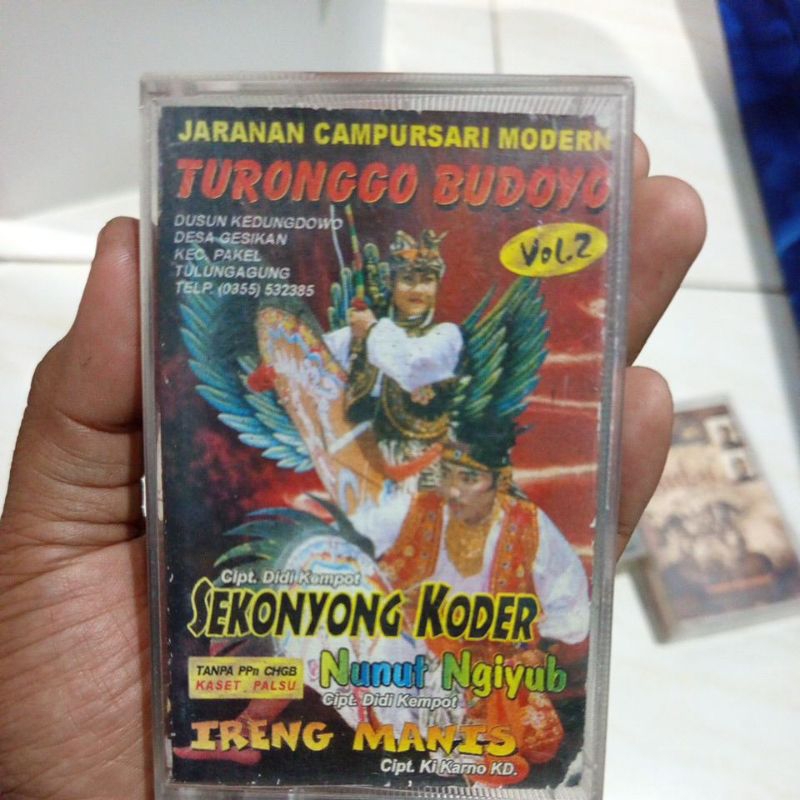 JARANAN CAMPURSARI MODERN
TURONGGO BUDOYO
DUSUN KEDUNGDOWO
DESA GESIKAN
KEC. PAKEL
TULUNGAGUNG
TELP. (0355) 532385
Vol.2
Cipt. Didi Kempot
SEKONYONG KODER
TANPA PPn CHGB
KASET PALSU
Nunut Ngiyub
Cipt. Didi Kempot
IRENG MANIS
Cipt. Ki Karno KD.